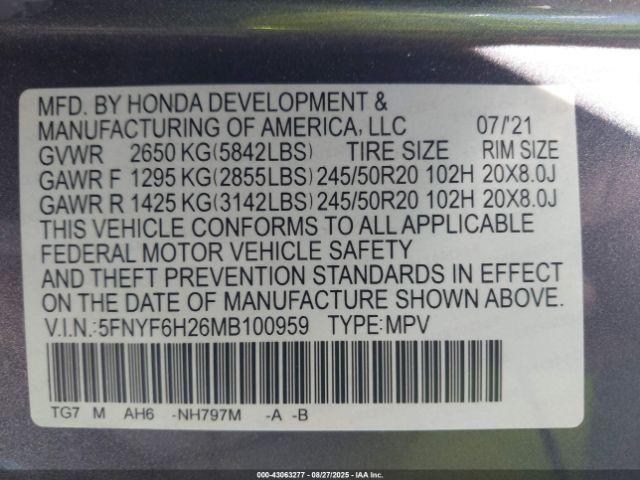 MFD. BY HONDA DEVELOPMENT &
MANUFACTURING OF AMERICA, LLC 07/'21
GVWR 2650 KG(5842LBS) TIRE SIZE RIM SIZE
GAWR F 1295 KG(2855LBS) 245/50R20 102H 20X8.0J
GAWR R 1425 KG(3142LBS) 245/50R20 102H 20X8.0J
THIS VEHICLE CONFORMS TO ALL APPLICABLE
FEDERAL MOTOR VEHICLE SAFETY
AND THEFT PREVENTION STANDARDS IN EFFECT
ON THE DATE OF MANUFACTURE SHOWN ABOVE.
V.I.N.:5FNYF6H26MB100959 TYPE:MPV
TG7 M AH6 -NH797M -A -B
000-43063277 - 08/27/2025 - IAA, Inc.